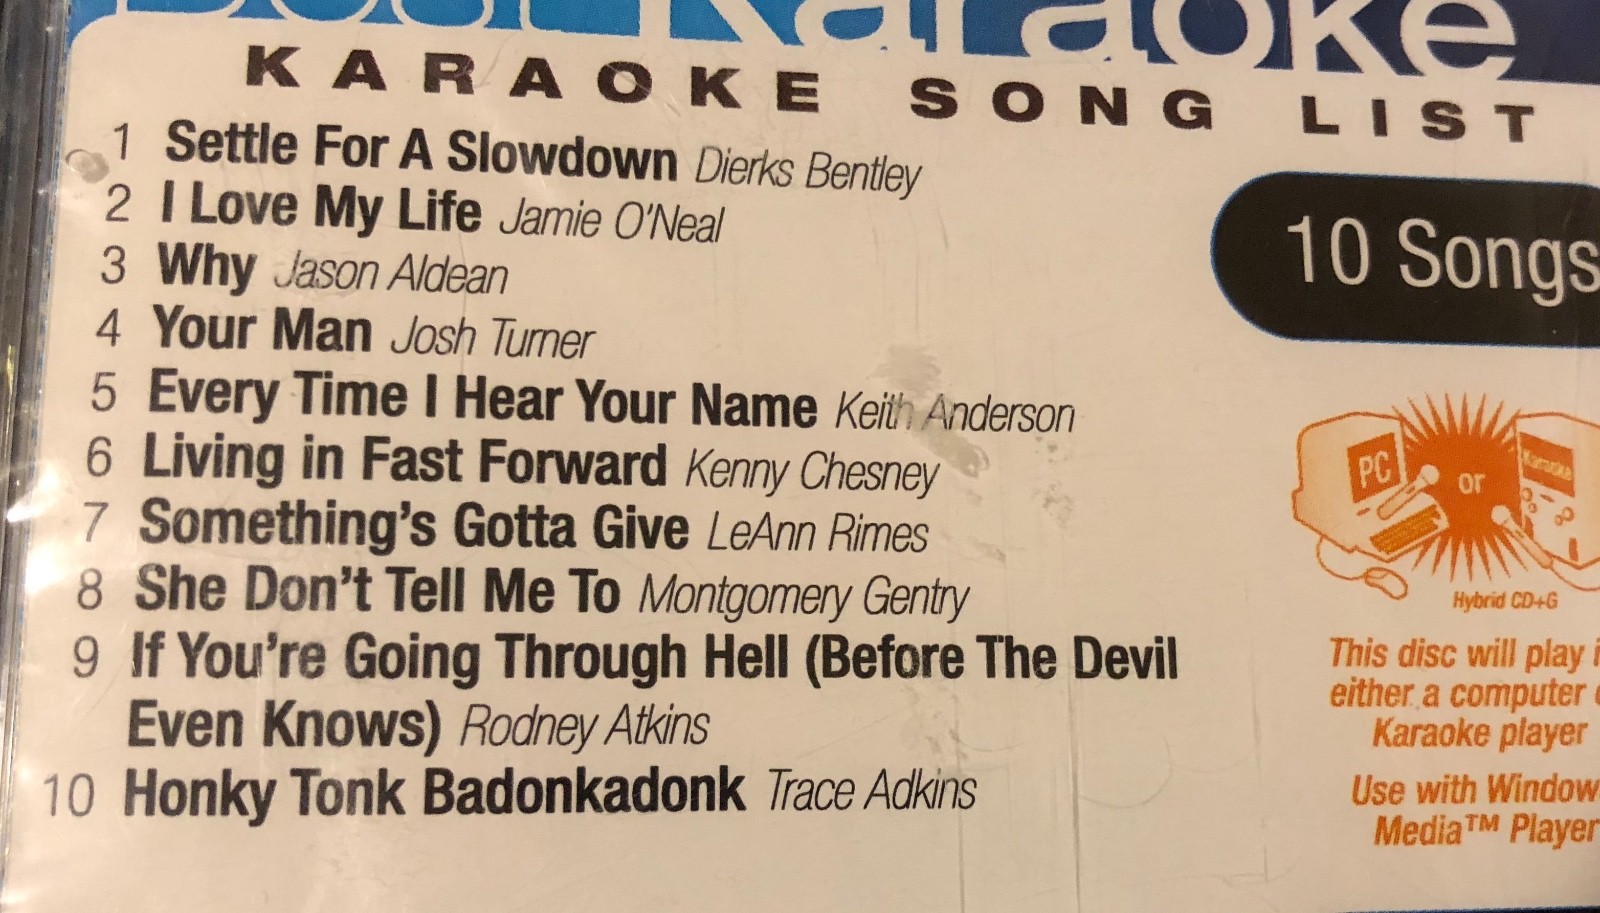 Best Karaoke
KARAOKE SONG LIST
1 Settle For A Slowdown Dierks Bentley
2 I Love My Life Jamie O'Neal
3 Why Jason Aldean
4 Your Man Josh Turner
5 Every Time I Hear Your Name Keith Anderson
6 Living in Fast Forward Kenny Chesney
7 Something's Gotta Give LeAnn Rimes
8 She Don't Tell Me To Montgomery Gentry
9 If You're Going Through Hell (Before The Devil
Even Knows) Rodney Atkins
10 Honky Tonk Badonkadonk Trace Adkins
10 Songs
PC or Karaoke
Hybrid CD+G
This disc will play
either a computer
Karaoke player
Use with Window
Media™ Player